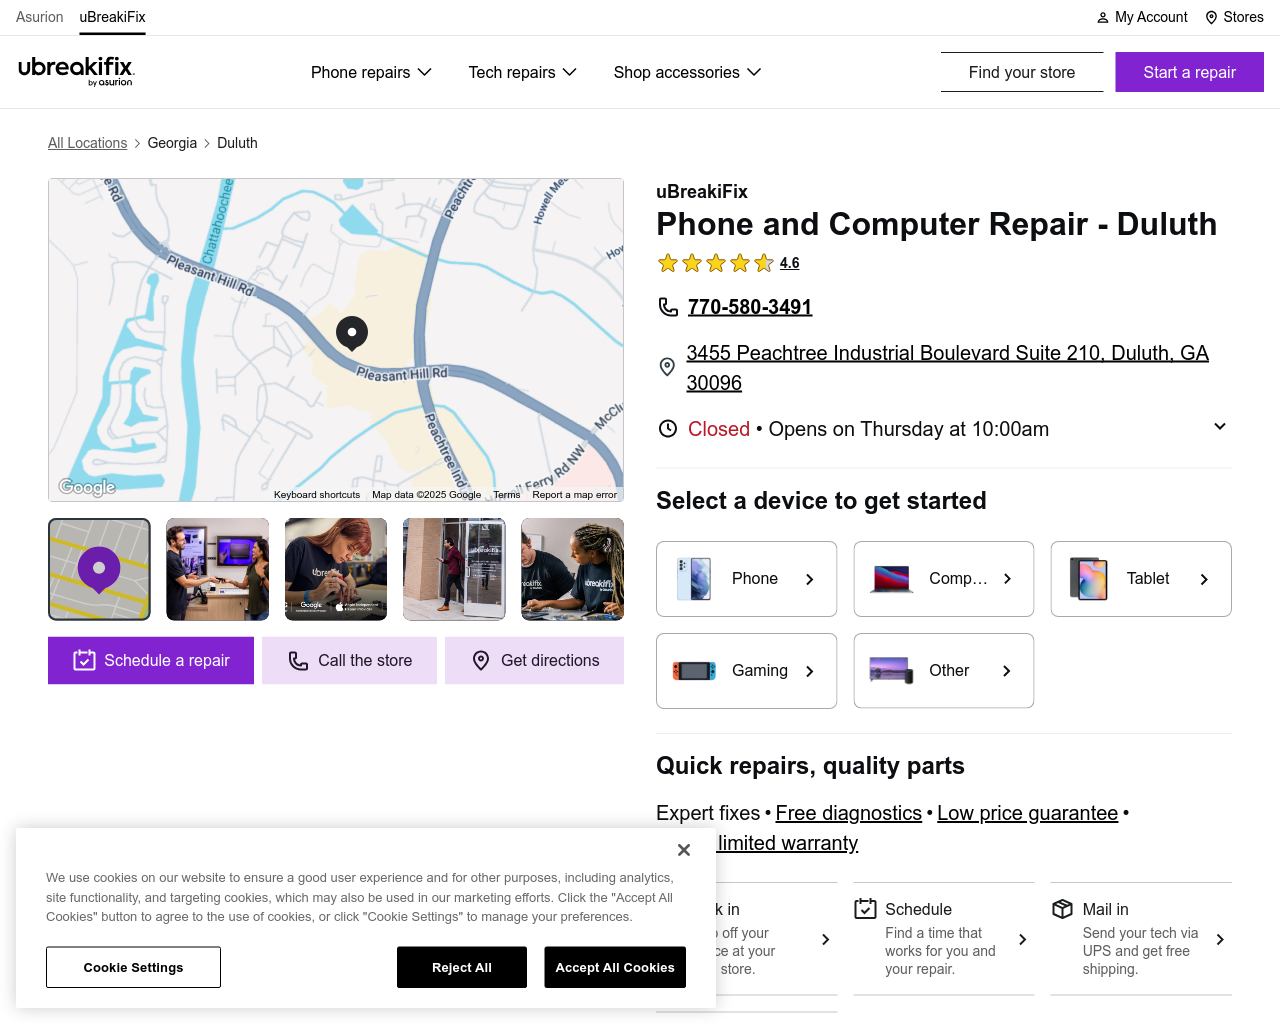 Asurion
uBreakiFix
My Account
Stores
ubreakifix
by asurion
Phone repairs
Tech repairs
Shop accessories
Find your store
Start a repair
All Locations > Georgia > Duluth
Chattahoochee
Peachtr
Howell Me
Pleasant Hill Rd
Pleasant Hill Rd
Peachtree Ind
ll Ferry Rd NW
McClu
Google
Keyboard shortcuts
Map data ©2025 Google
Terms
Report a map error
Schedule a repair
Call the store
Get directions
uBreakiFix
Phone and Computer Repair - Duluth
4.6
770-580-3491
3455 Peachtree Industrial Boulevard Suite 210, Duluth, GA
30096
Closed • Opens on Thursday at 10:00am
Select a device to get started
Phone
Comp…
Tablet
Gaming
Other
Quick repairs, quality parts
Expert fixes • Free diagnostics • Low price guarantee •
limited warranty
k in
off your
ce at your
store.
Schedule
Find a time that
works for you and
your repair.
Mail in
Send your tech via
UPS and get free
shipping.
We use cookies on our website to ensure a good user experience and for other purposes, including analytics,
site functionality, and targeting cookies, which may also be used in our marketing efforts. Click the "Accept All
Cookies" button to agree to the use of cookies, or click "Cookie Settings" to manage your preferences.
Cookie Settings
Reject All
Accept All Cookies